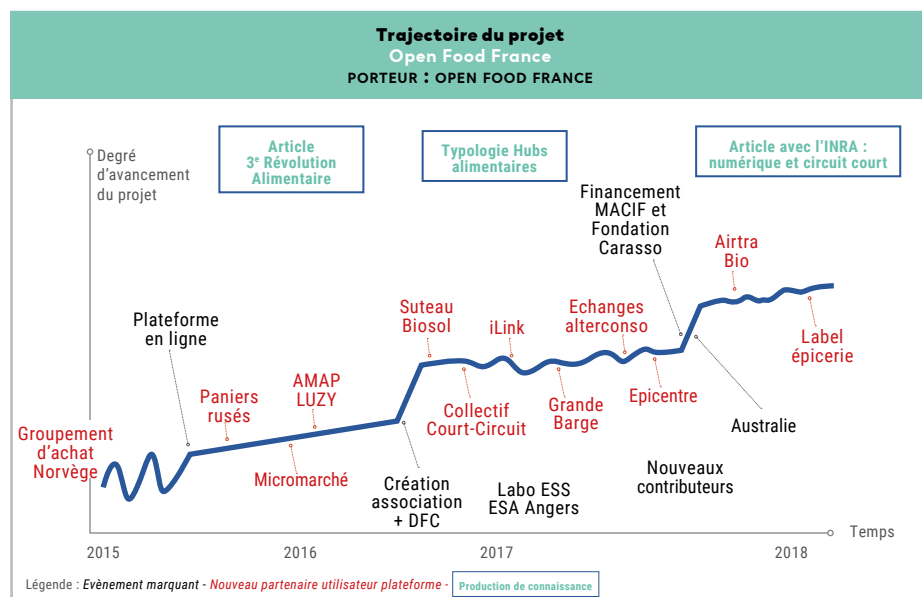 Trajectoire du projet
Open Food France
PORTEUR : OPEN FOOD FRANCE
Degré
d'avancement
du projet
Article
3e Révolution
Alimentaire
Typologie Hubs
alimentaires
Article avec l'INRA :
numérique et circuit court
Financement
MACIF et
Fondation
Carasso
Airtra
Bio
Plateforme
en ligne
Suteau
Biosol
iLink
Echanges
alterconso
Label
épicerie
Paniers
rusés
AMAP
LUZY
Collectif
Court-Circuit
Grande
Barge
Epicentre
Groupement
d'achat
Norvège
Micromarché
Australie
Création
association
+ DFC
Labo ESS
ESA Angers
Nouveaux
contributeurs
Temps
2015
2016
2017
2018
Légende : Evènement marquant - Nouveau partenaire utilisateur plateforme - Production de connaissance